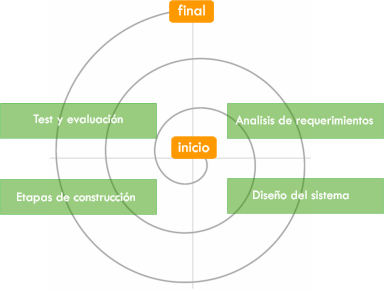 final
Test y evaluación
Analisis de requerimientos
inicio
Etapas de construcción
Diseño del sistema